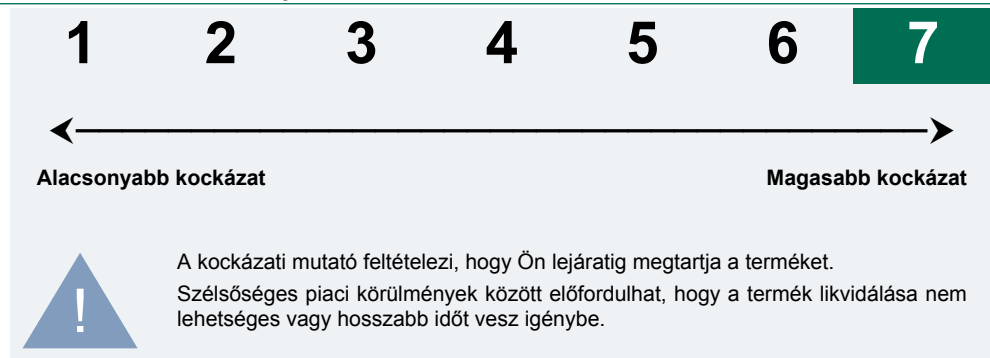 1 2 3 4 5 6 7
Alacsonyabb kockázat Magasabb kockázat
A kockázati mutató feltételezi, hogy Ön lejáratig megtartja a terméket.
Szélsőséges piaci körülmények között előfordulhat, hogy a termék likvidálása nem
lehetséges vagy hosszabb időt vesz igénybe.
!